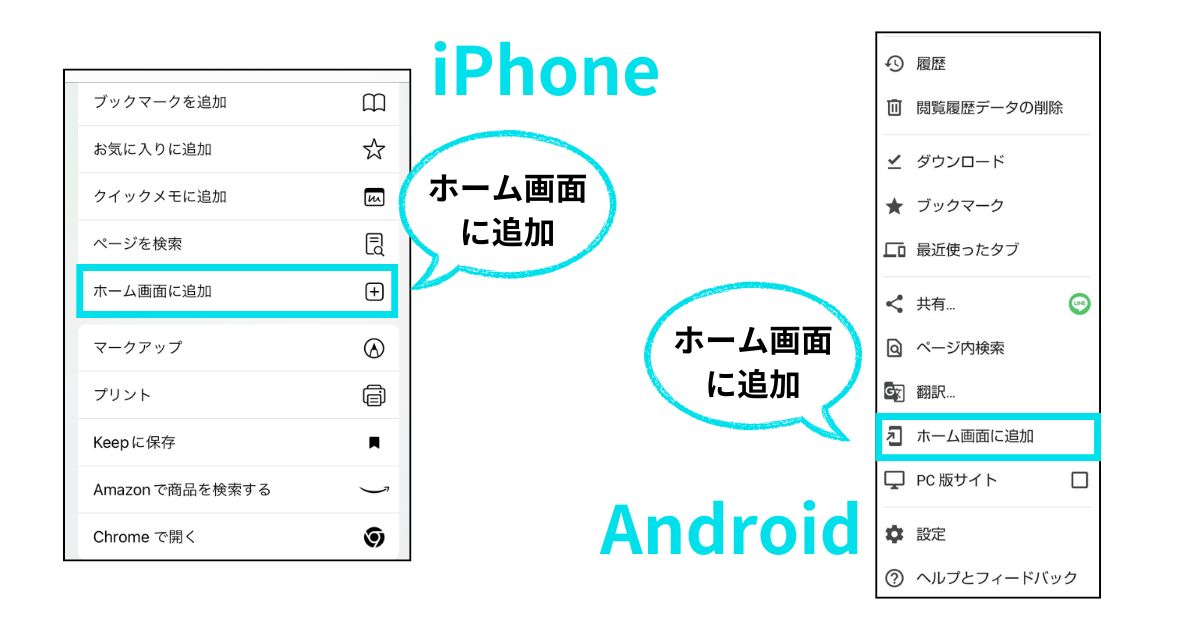 iPhone
ブックマークを追加
お気に入りに追加
クイックメモに追加
ページを検索
ホーム画面に追加
マークアップ
プリント
Keepに保存
Amazonで商品を検索する
Chromeで開く
ホーム画面
に追加
ホーム画面
に追加
Android
履歴
閲覧履歴データの削除
ダウンロード
ブックマーク
最近使ったタブ
共有...
LINE
ページ内検索
翻訳...
G
ホーム画面に追加
PC 版サイト
設定
ヘルプとフィードバック